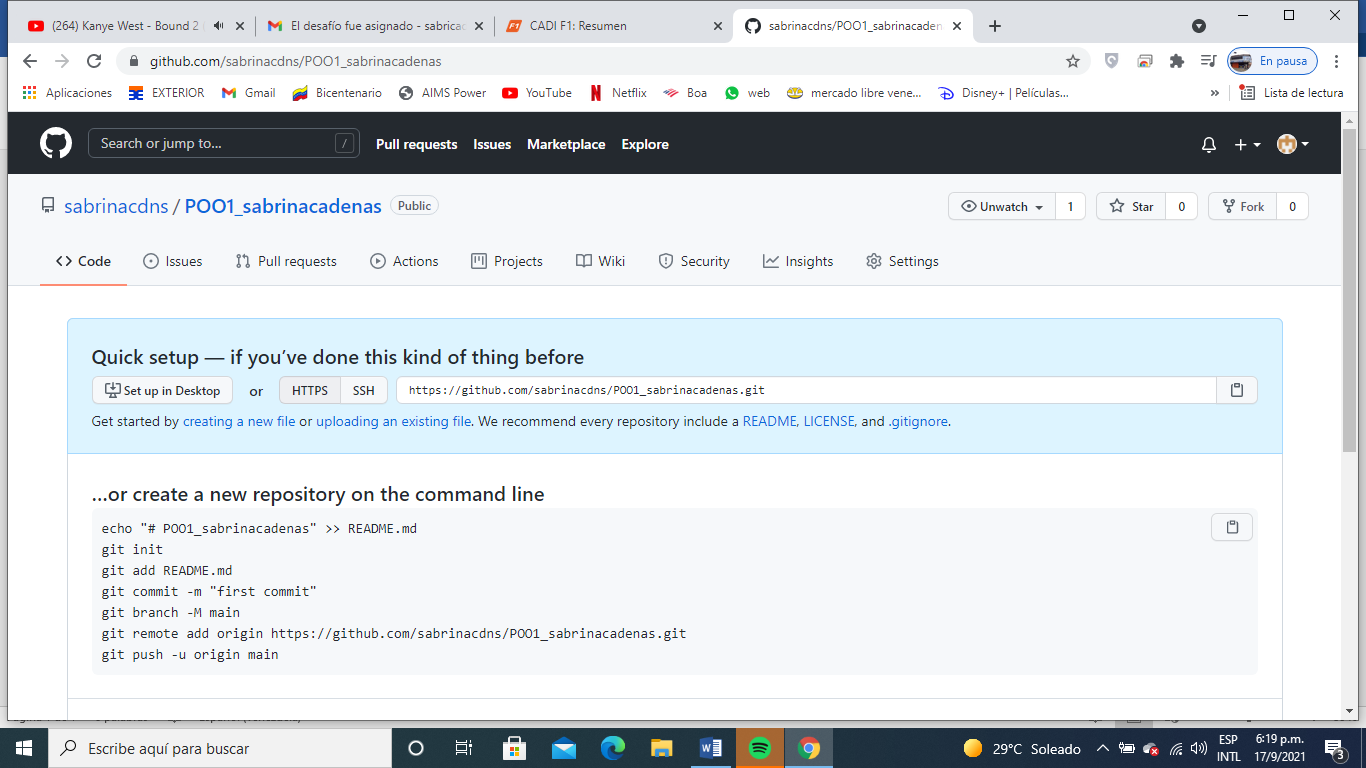 (264) Kanye West - Bound 2
El desafío fue asignado - sabrica
CADI F1: Resumen
sabrinacdns/POO1_sabrinacaden
github.com/sabrinacdns/POO1_sabrinacadenas
En pausa
Aplicaciones
EXTERIOR
Gmail
Bicentenario
AIMS Power
YouTube
Netflix
Boa
web
mercado libre vene...
Disney+ | Películas...
»
Lista de lectura
Search or jump to...
/
Pull requests
Issues
Marketplace
Explore
sabrinacdns / POO1_sabrinacadenas
Public
Unwatch 1
Star 0
Fork 0
Code
Issues
Pull requests
Actions
Projects
Wiki
Security
Insights
Settings
Quick setup — if you’ve done this kind of thing before
Set up in Desktop
or
HTTPS
SSH
https://github.com/sabrinacdns/POO1_sabrinacadenas.git
Get started by creating a new file or uploading an existing file. We recommend every repository include a README, LICENSE, and .gitignore.
…or create a new repository on the command line
echo "# POO1_sabrinacadenas" >> README.md
git init
git add README.md
git commit -m "first commit"
git branch -M main
git remote add origin https://github.com/sabrinacdns/POO1_sabrinacadenas.git
git push -u origin main
Escribe aquí para buscar
29°C Soleado
ESP
INTL
6:19 p.m.
17/9/2021
3